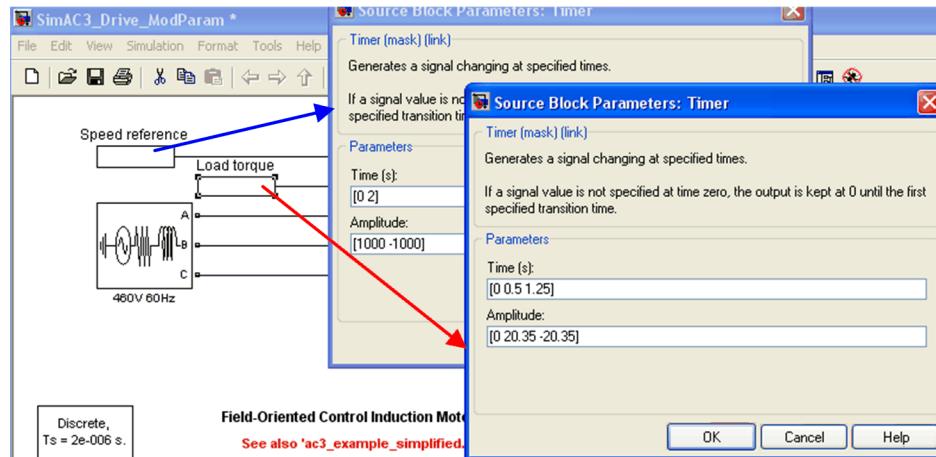 SimAC3_Drive_ModParam *
File Edit View Simulation Format Tools Help
Source Block Parameters: Timer
Timer (mask) (link)
Generates a signal changing at specified times.
If a signal value is
specified transition
Parameters
Time (s):
[0 2]
Amplitude:
[1000 -1000]
Source Block Parameters: Timer
Timer (mask) (link)
Generates a signal changing at specified times.
If a signal value is not specified at time zero, the output is kept at 0 until the first
specified transition time.
Parameters
Time (s):
[0 0.5 1.25]
Amplitude:
[0 20.35 -20.35]
OK Cancel Help
Speed reference
Load torque
A
B
C
460V 60Hz
Discrete,
Ts = 2e-006 s.
Field-Oriented Control Induction
See also 'ac3_example_simplified.